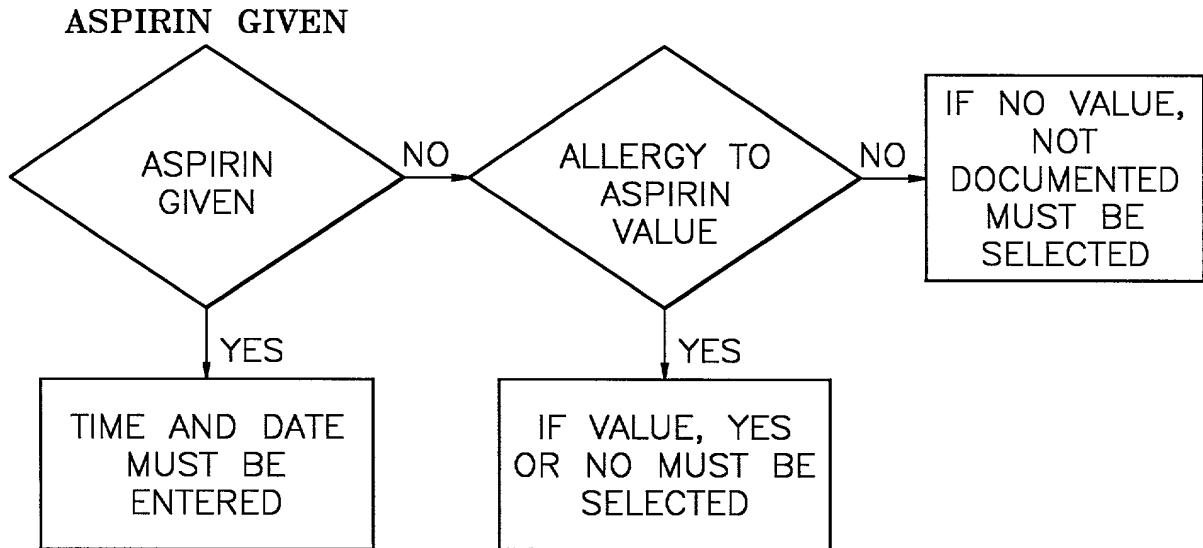 ASPIRIN GIVEN
ASPIRIN
GIVEN
NO
ALLERGY TO
ASPIRIN
VALUE
NO
IF NO VALUE,
NOT
DOCUMENTED
MUST BE
SELECTED
YES
TIME AND DATE
MUST BE
ENTERED
YES
IF VALUE, YES
OR NO MUST BE
SELECTED